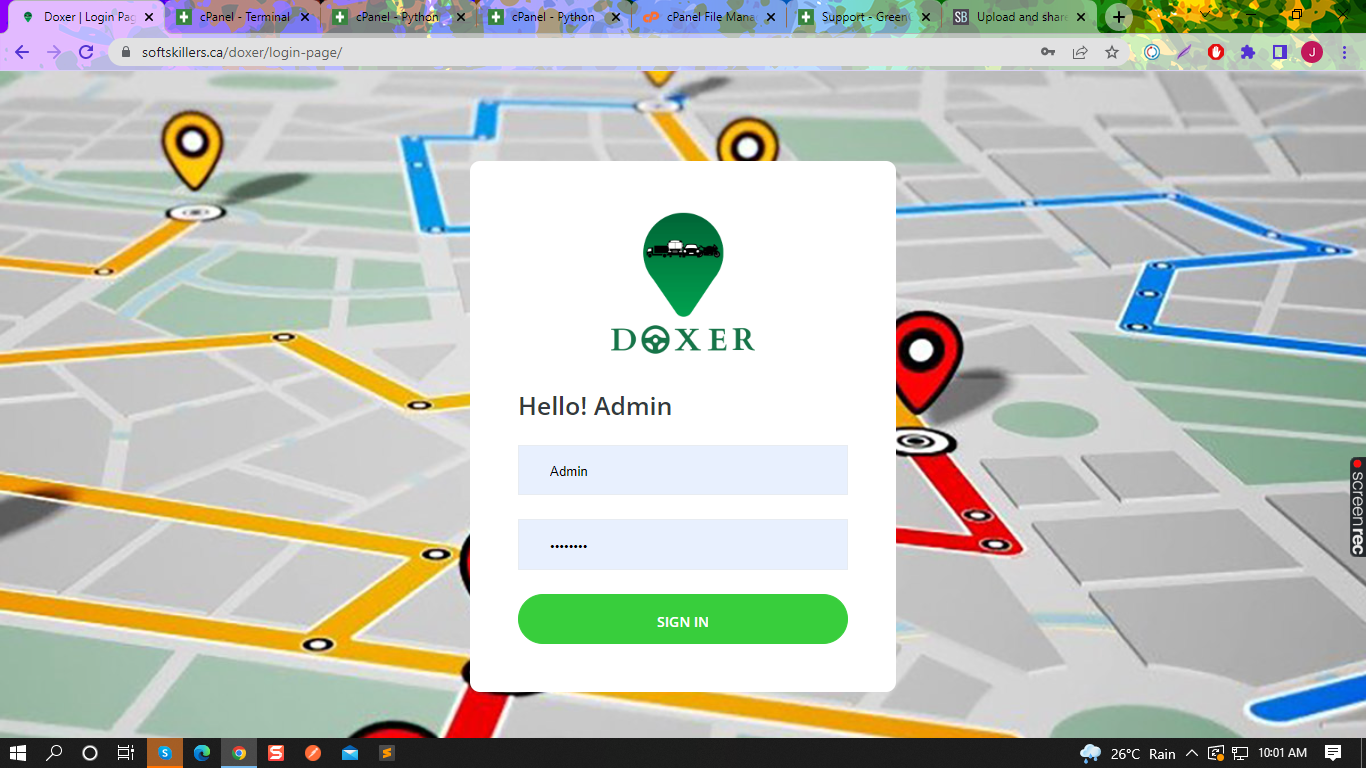 Doxer | Login Pag
cPanel - Terminal
cPanel - Python
cPanel - Python
cPanel File Mana
Support - Green
Upload and shar
softskillers.ca/doxer/login-page/
J
DOXER
Hello! Admin
Admin
••••••••
SIGN IN
screenrec
26°C Rain
10:01 AM